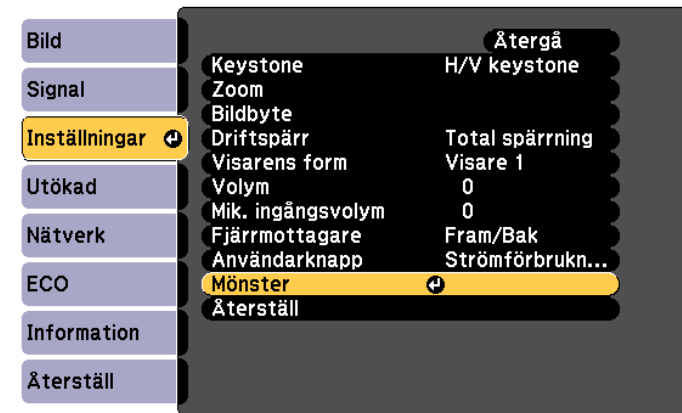 Bild
Signal
Inställningar
Utökad
Nätverk
ECO
Information
Återställ
Återgå
Keystone H/V keystone
Zoom
Bildbyte
Driftspärr Total spärrning
Visarens form Visare 1
Volym 0
Mik. ingångsvolym 0
Fjärrmottagare Fram/Bak
Användarknapp Strömförbrukn...
Mönster
Återställ